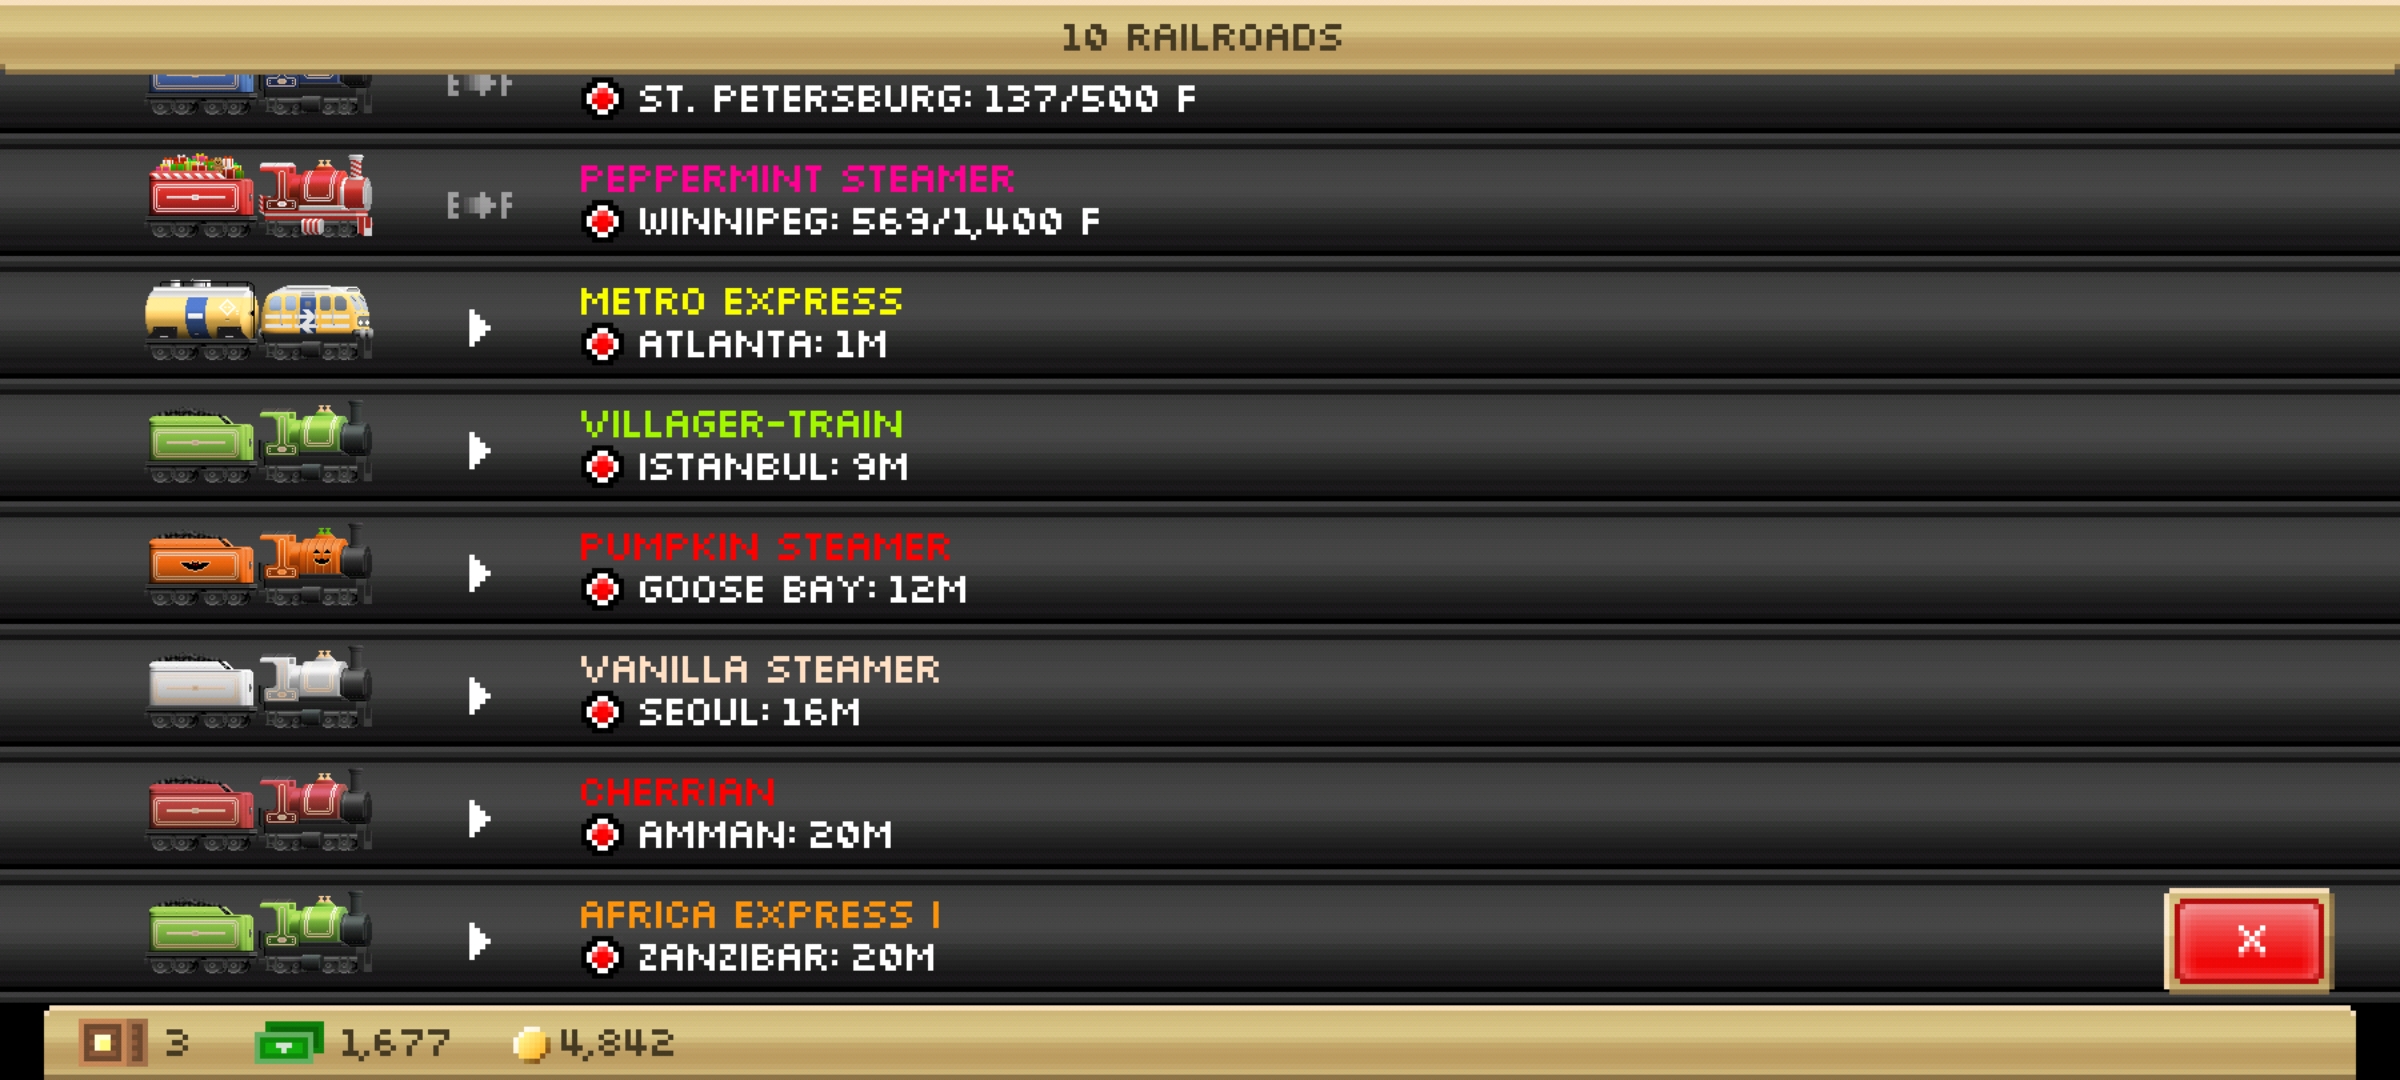 10 RAILROADS
E F
ST. PETERSBURG: 137/500 F
PEPPERMINT STEAMER
E F
WINNIPEG: 569/1,400 F
METRO EXPRESS
ATLANTA: 1M
VILLAGER-TRAIN
ISTANBUL: 9M
PUMPKIN STEAMER
GOOSE BAY: 12M
VANILLA STEAMER
SEOUL: 16M
CHERRIAN
AMMAN: 20M
AFRICA EXPRESS I
ZANZIBAR: 20M
X
3 1,677 4,842